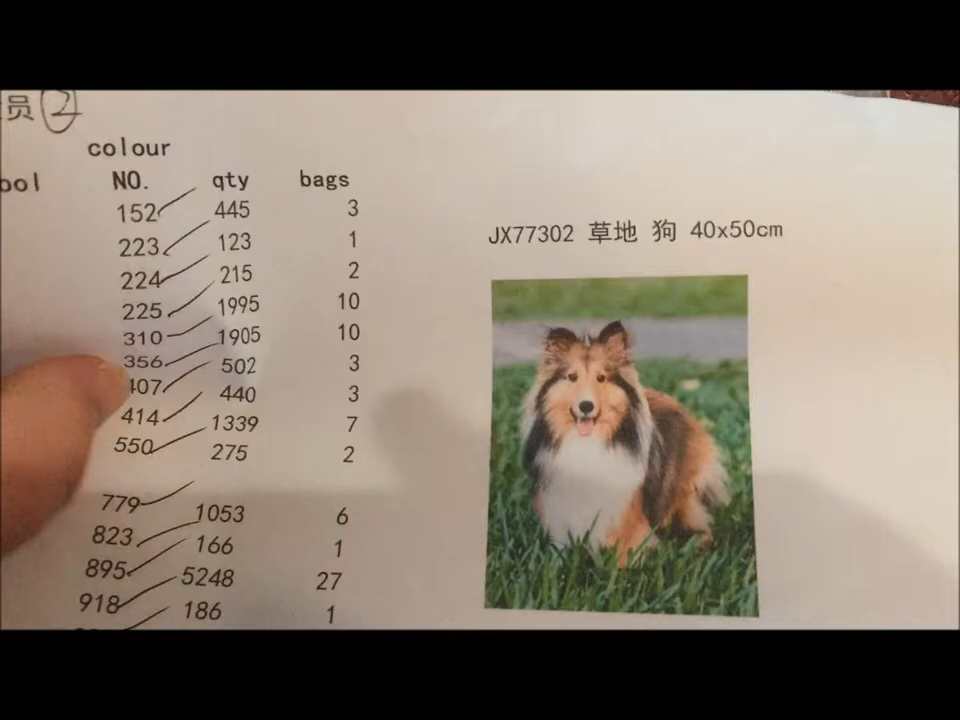 员 2
colour
ool NO. qty bags
152 445 3
223 123 1
224 215 2
225 1995 10
310 1905 10
356 502 3
407 440 3
414 1339 7
550 275 2
779 1053 6
823 166 1
895 5248 27
918 186 1
JX77302 草地 狗 40x50cm